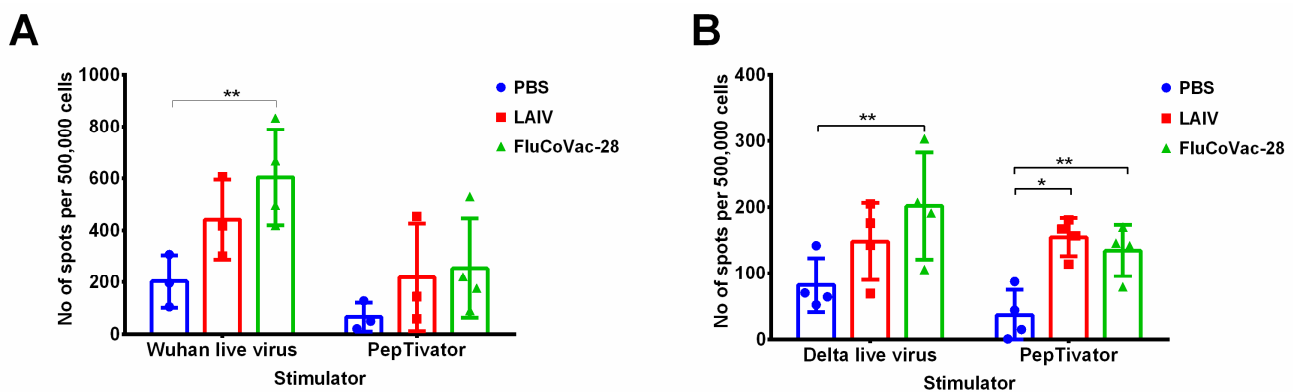 A
No of spots per 500,000 cells
1000
800
600
400
200
0
**
PBS
LAIV
FluCoVac-28
Wuhan live virus
PepTivator
Stimulator
B
No of spots per 500,000 cells
400
300
200
100
0
**
**
*
PBS
LAIV
FluCoVac-28
Delta live virus
PepTivator
Stimulator